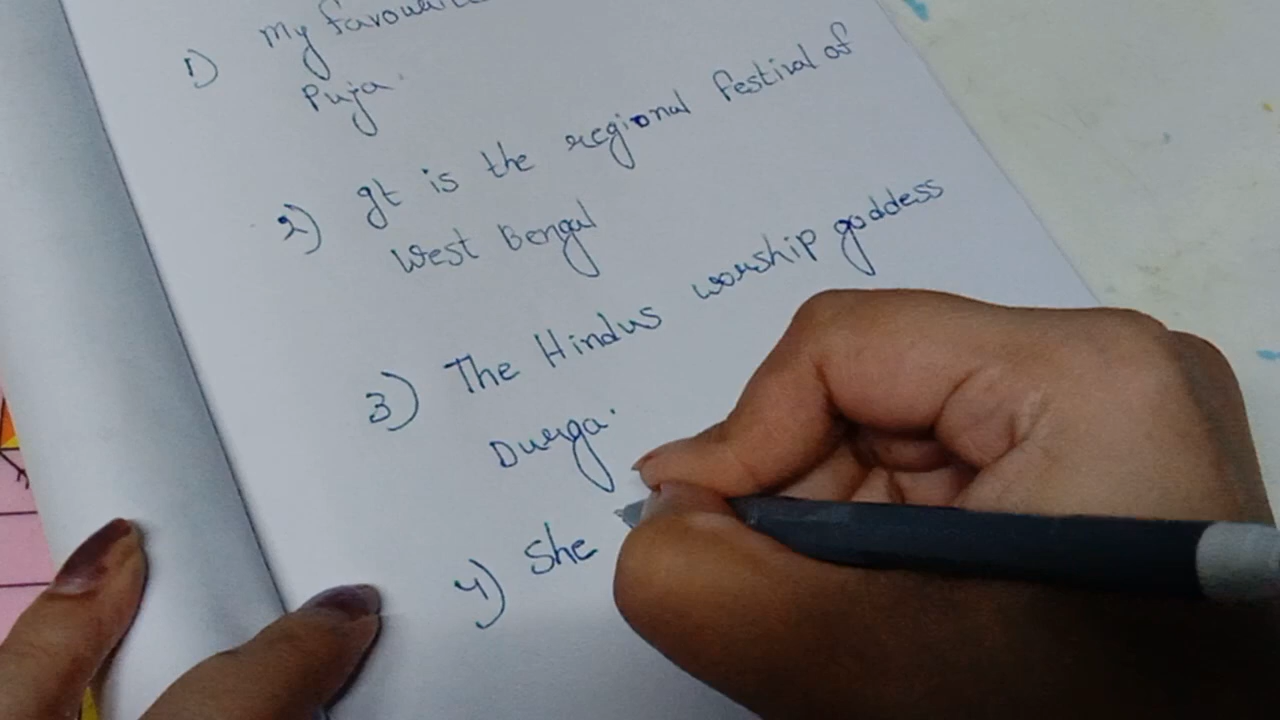 1) My favourite
Puja
2) It is the regional festival of
West Bengal
3) The Hindus worship goddess
Durga.
4) She